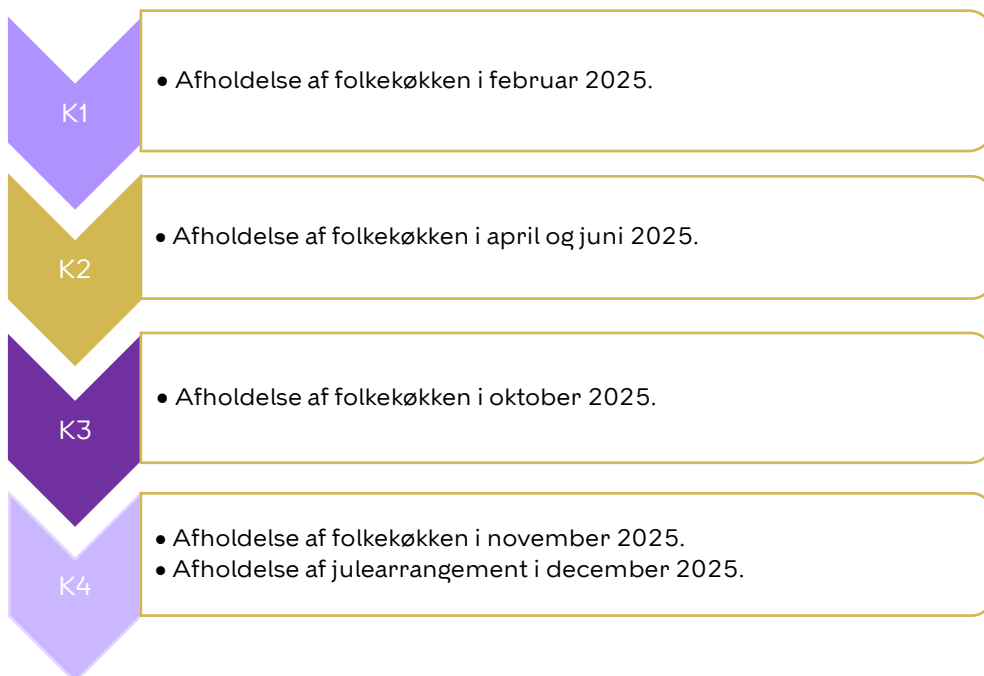 K1
• Afholdelse af folkekøkken i februar 2025.
K2
• Afholdelse af folkekøkken i april og juni 2025.
K3
• Afholdelse af folkekøkken i oktober 2025.
K4
• Afholdelse af folkekøkken i november 2025.
• Afholdelse af julearrangement i december 2025.